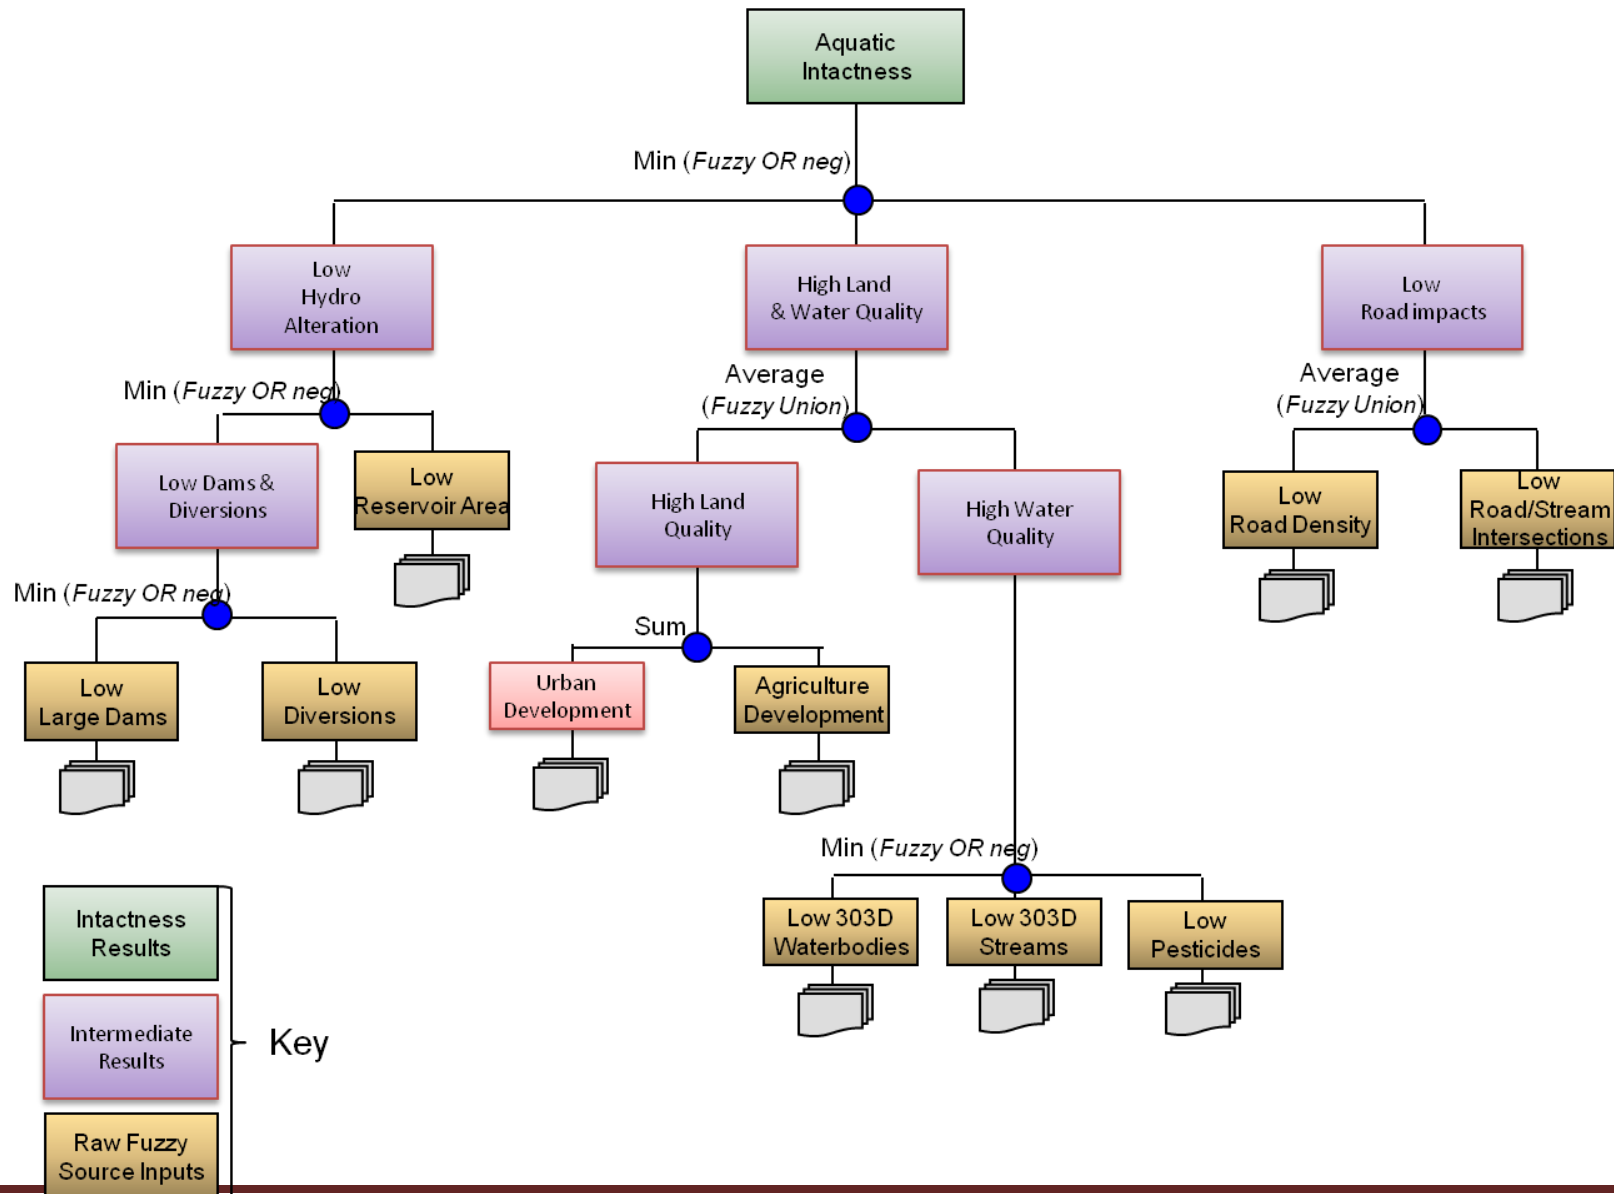 Aquatic
Intactness
Min (Fuzzy OR neg)
Low
Hydro
Alteration
High Land
& Water Quality
Low
Road impacts
Min (Fuzzy OR neg)
Average
(Fuzzy Union)
Average
(Fuzzy Union)
Low Dams &
Diversions
Low
Reservoir Area
High Land
Quality
High Water
Quality
Low
Road Density
Low
Road/Stream
Intersections
Min (Fuzzy OR neg)
Sum
Low
Large Dams
Low
Diversions
Urban
Development
Agriculture
Development
Min (Fuzzy OR neg)
Low 303D
Waterbodies
Low 303D
Streams
Low
Pesticides
Intactness
Results
Intermediate
Results
Key
Raw Fuzzy
Source Inputs